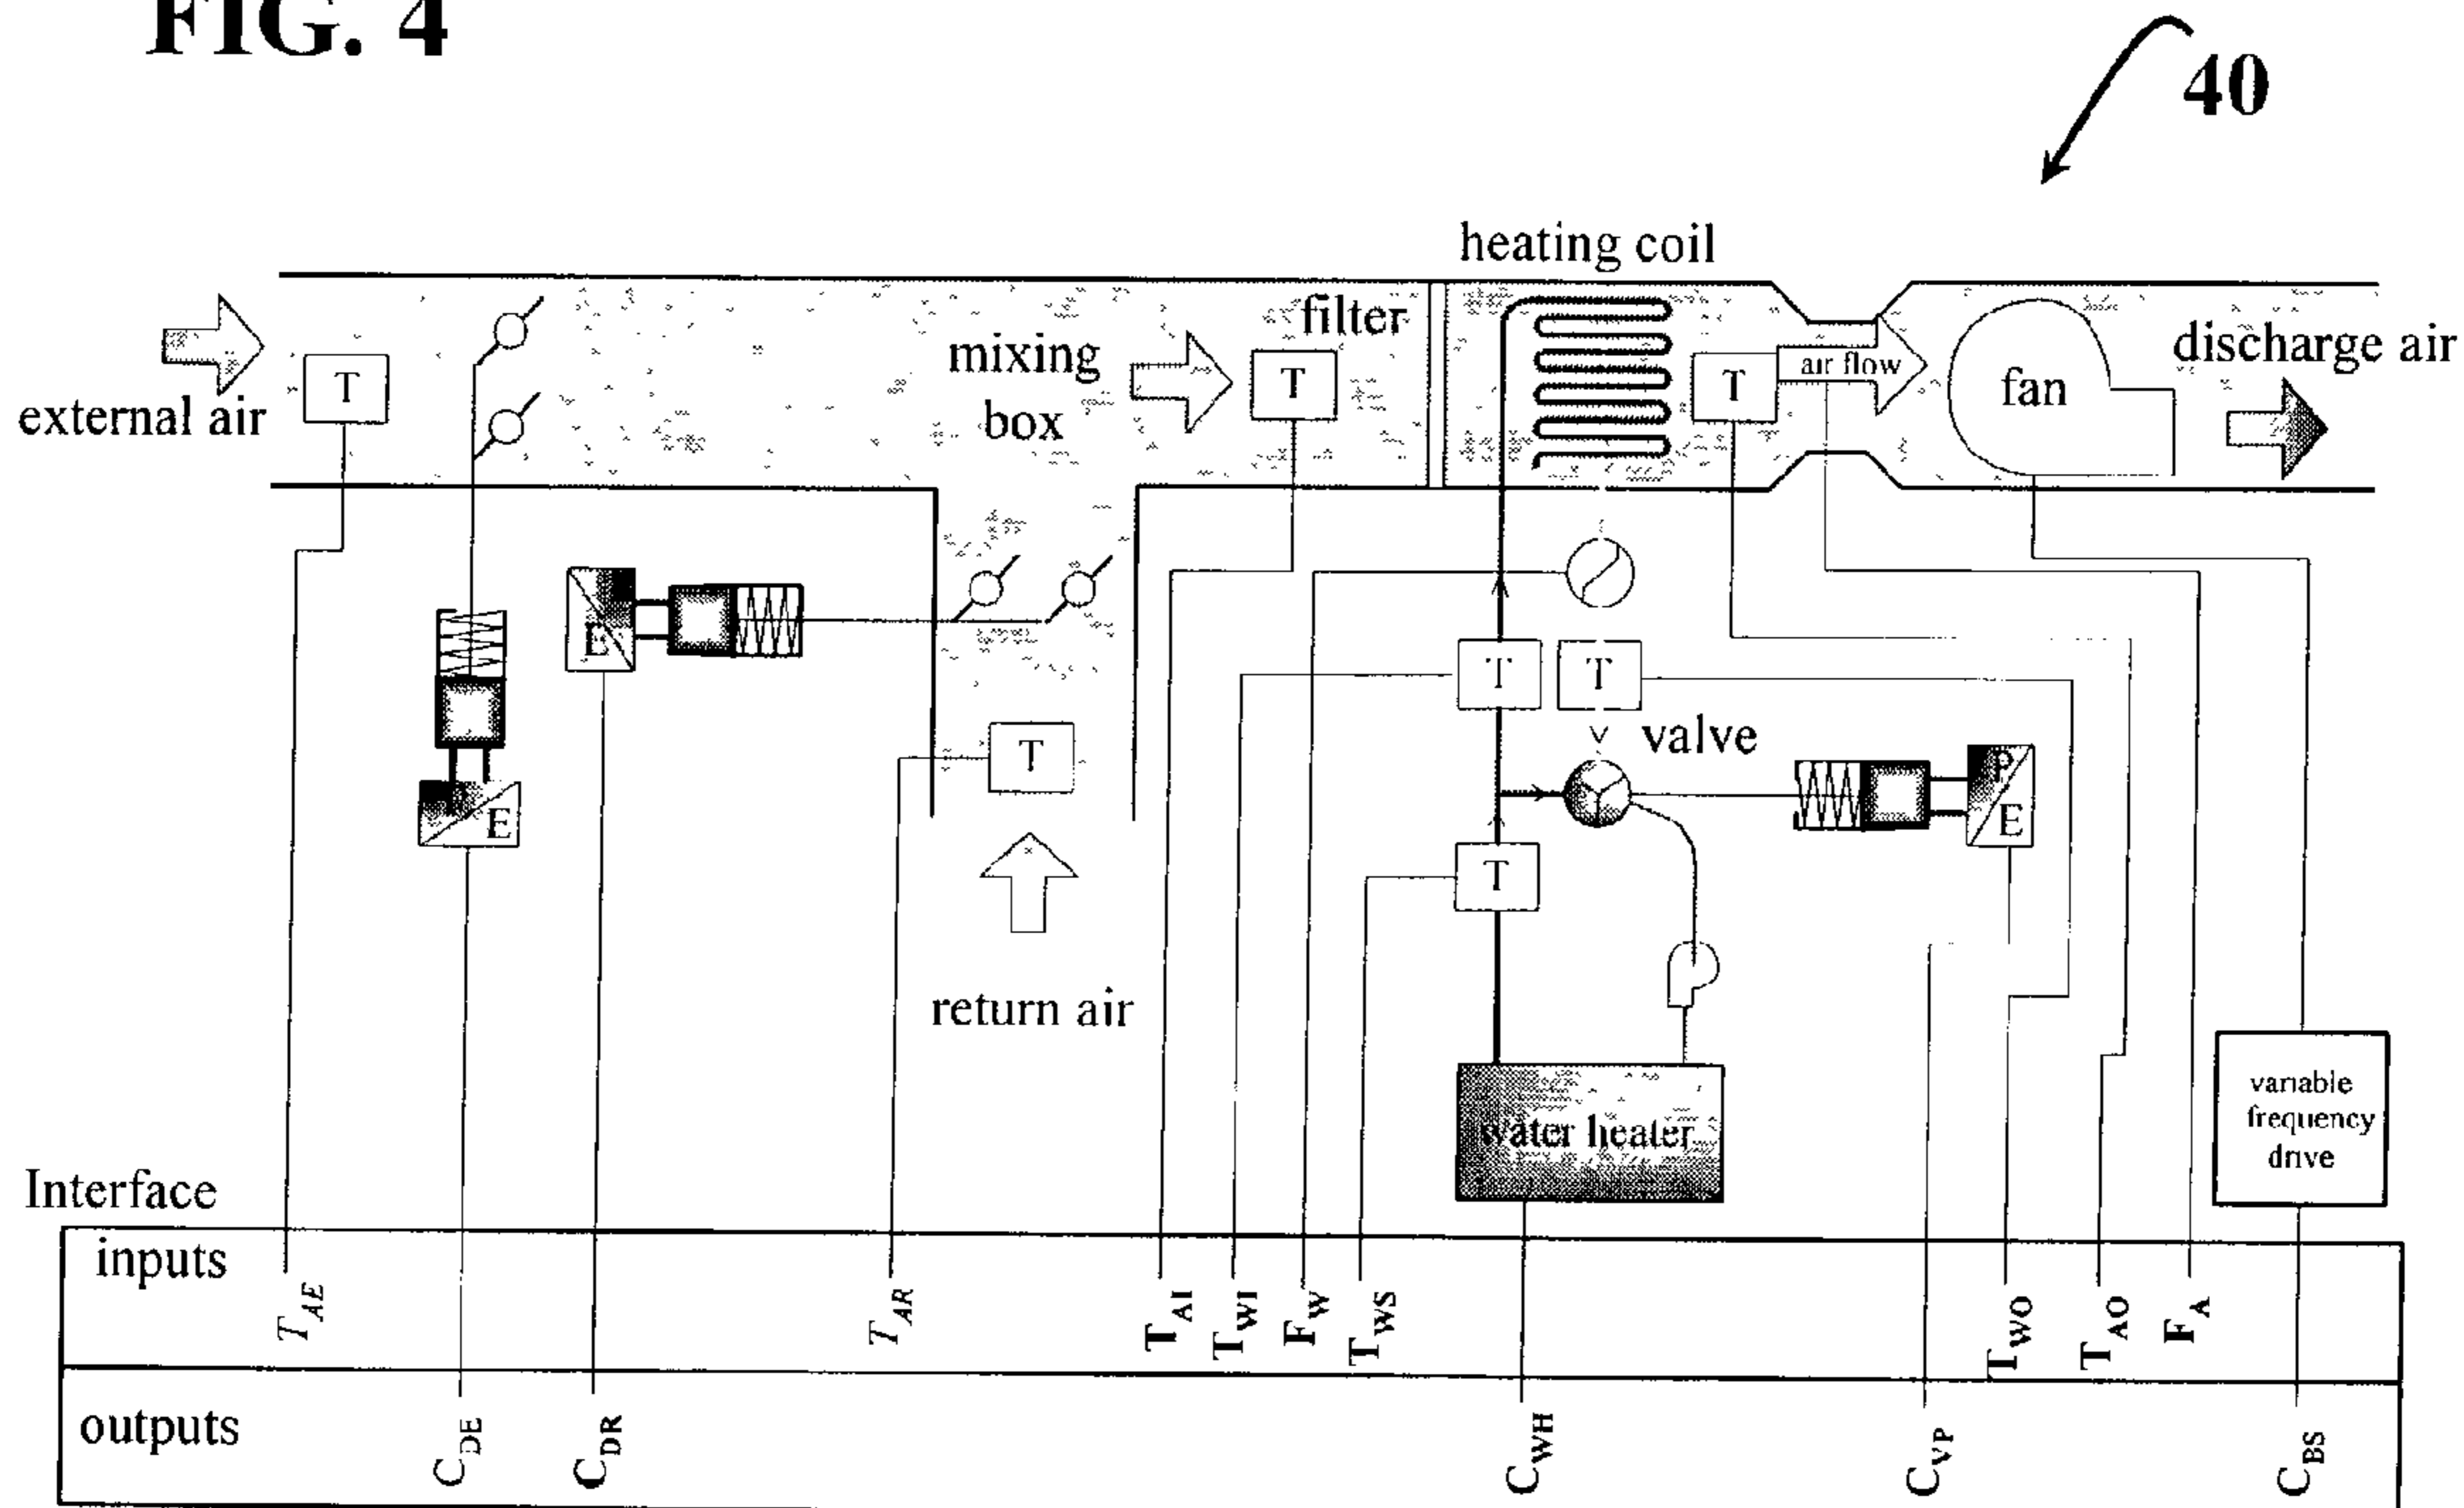 FIG. 4
40
heating coil
filter
mixing
box
external air
T
T
T
air flow
fan
discharge air
E
T
T
valve
T
P
E
E
T
return air
water heater
variable
frequency
drive
Interface
inputs
T_AE
T_AR
T_AI
T_WI
F_W
T_WS
T_WO
T_AO
F_A
outputs
C_DE
C_DR
C_WH
C_VP
C_BS